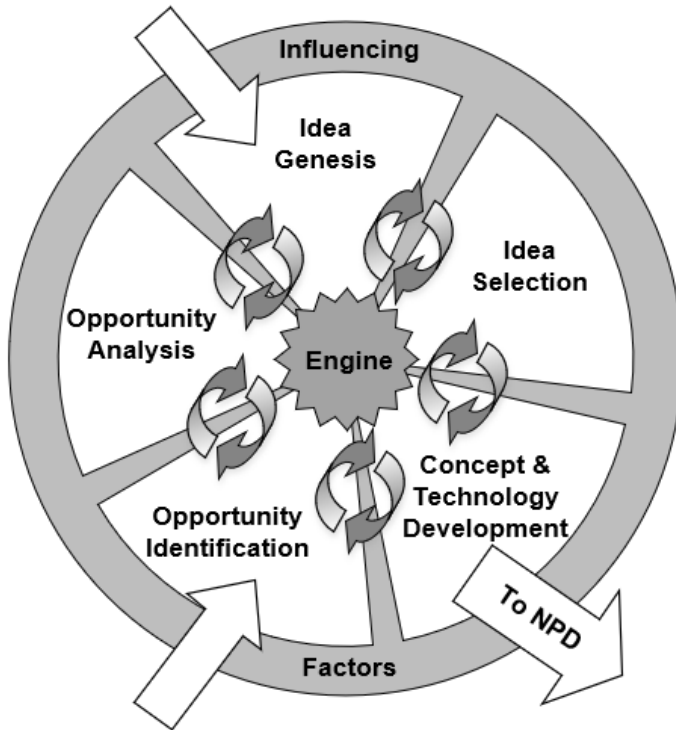 Influencing
Idea
Genesis
Idea
Selection
Opportunity
Analysis
Engine
Concept &
Technology
Development
Opportunity
Identification
To NPD
Factors